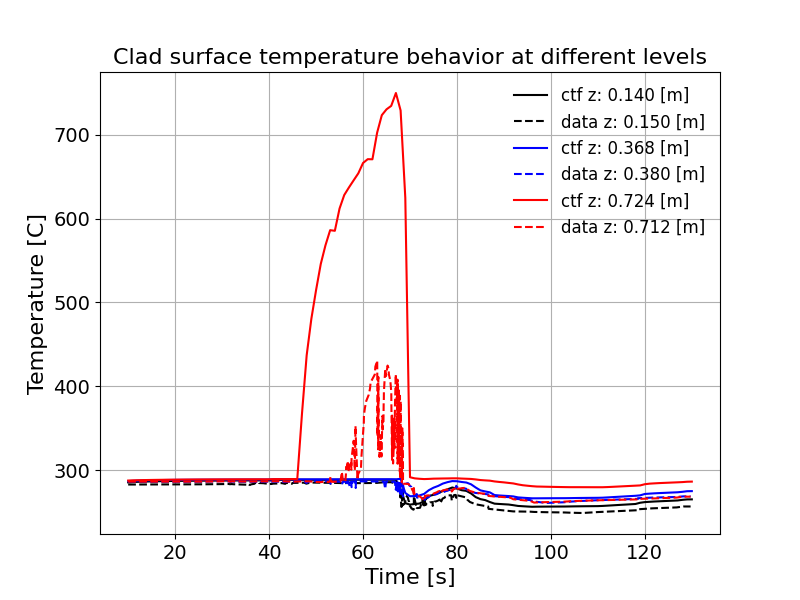 Clad surface temperature behavior at different levels
ctf z: 0.140 [m]
data z: 0.150 [m]
ctf z: 0.368 [m]
data z: 0.380 [m]
ctf z: 0.724 [m]
data z: 0.712 [m]
Temperature [C]
700
600
500
400
300
20 40 60 80 100 120
Time [s]